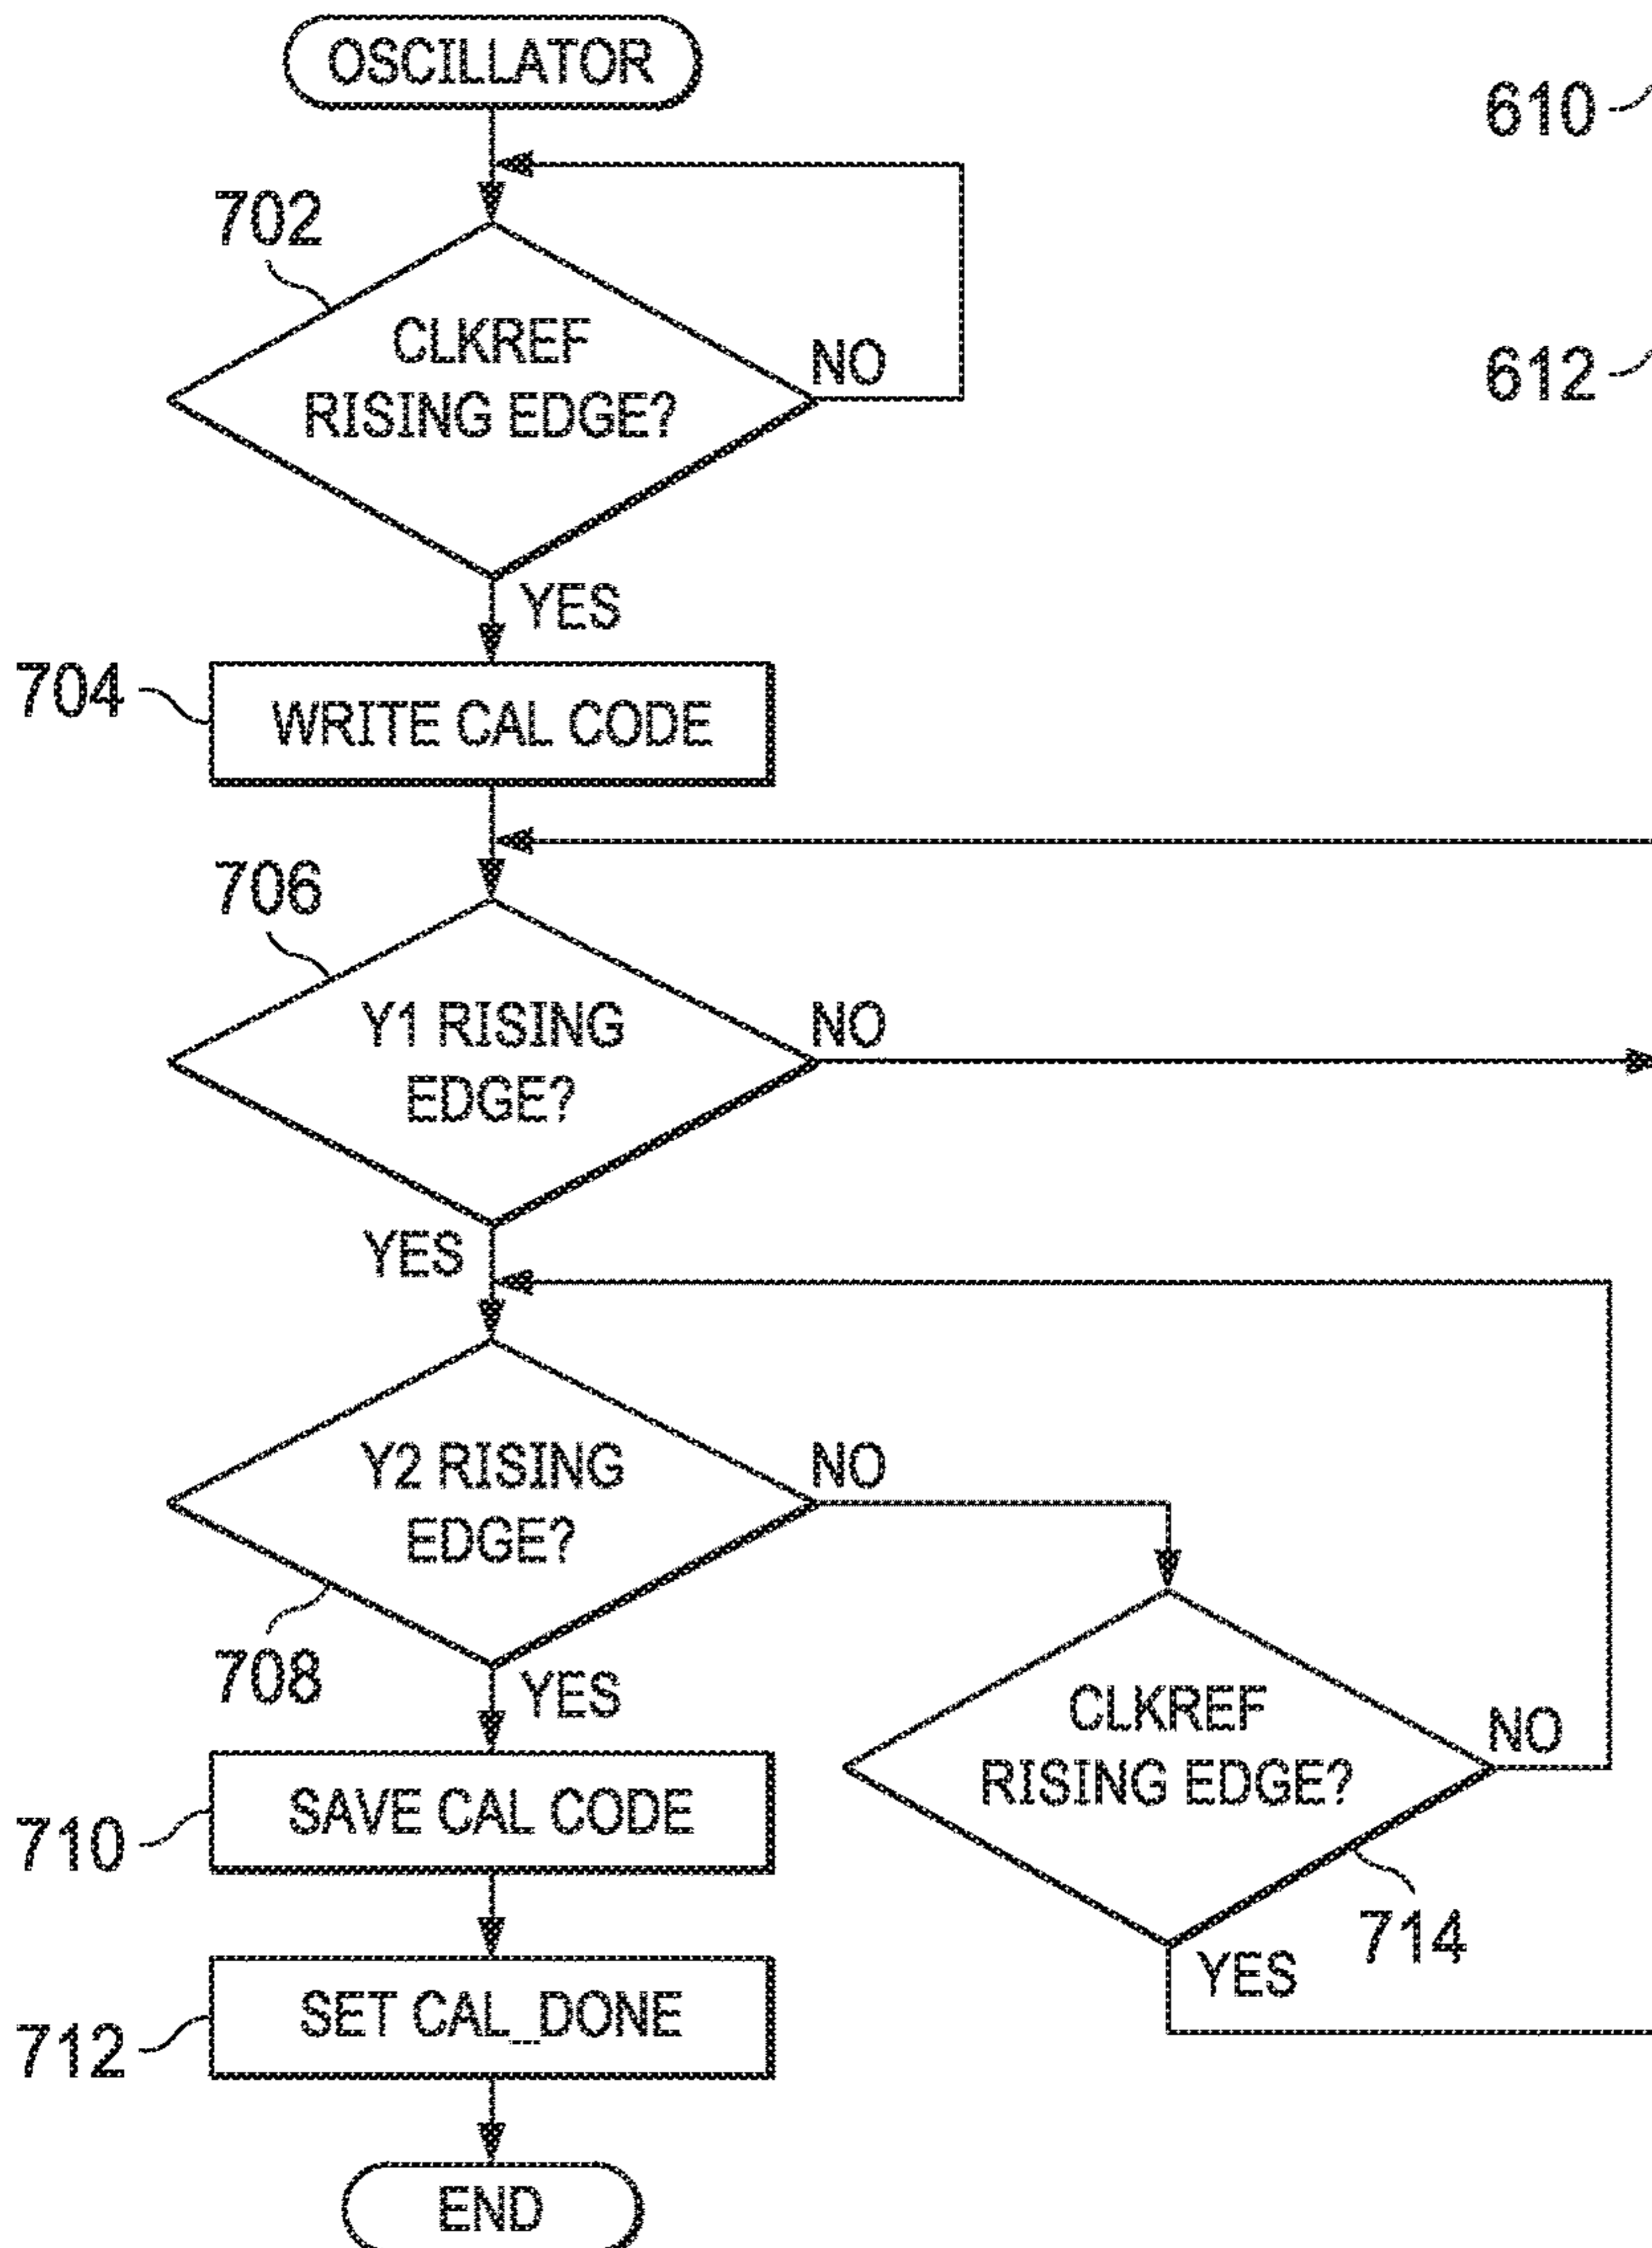 OSCILLATOR
610
702
CLKREF
RISING EDGE?
NO
612
YES
704
WRITE CAL CODE
706
Y1 RISING
EDGE?
NO
YES
Y2 RISING
EDGE?
NO
708
YES
CLKREF
RISING EDGE?
NO
710
SAVE CAL CODE
714
YES
712
SET CAL_DONE
END